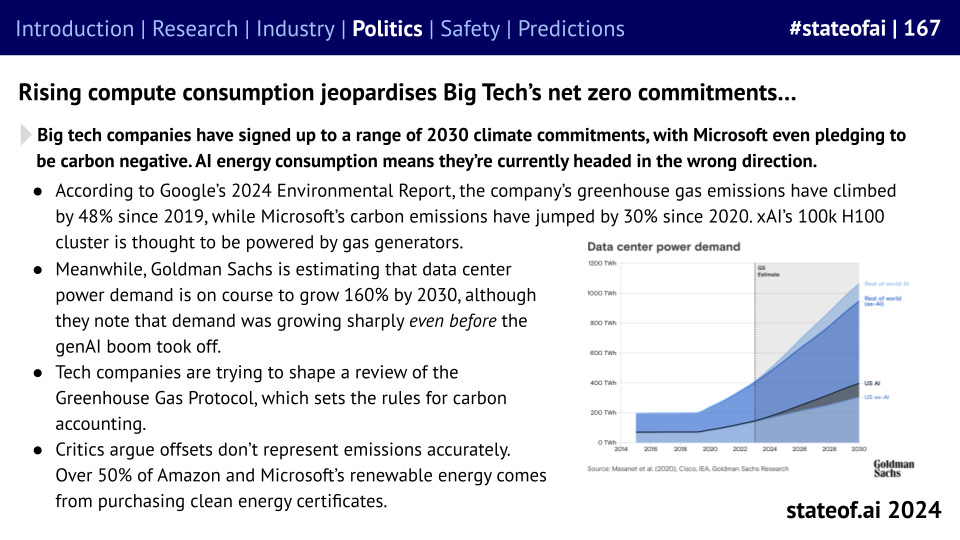 Introduction | Research | Industry | Politics | Safety | Predictions
#stateofai | 167
Rising compute consumption jeopardises Big Tech’s net zero commitments…
Big tech companies have signed up to a range of 2030 climate commitments, with Microsoft even pledging to
be carbon negative. AI energy consumption means they’re currently headed in the wrong direction.
● According to Google’s 2024 Environmental Report, the company’s greenhouse gas emissions have climbed
by 48% since 2019, while Microsoft’s carbon emissions have jumped by 30% since 2020. xAI’s 100k H100
cluster is thought to be powered by gas generators.
● Meanwhile, Goldman Sachs is estimating that data center
power demand is on course to grow 160% by 2030, although
they note that demand was growing sharply even before the
genAI boom took off.
● Tech companies are trying to shape a review of the
Greenhouse Gas Protocol, which sets the rules for carbon
accounting.
● Critics argue offsets don’t represent emissions accurately.
Over 50% of Amazon and Microsoft’s renewable energy comes
from purchasing clean energy certificates.
Data center power demand
1200 TWh
1000 TWh
800 TWh
600 TWh
400 TWh
200 TWh
0 TWh
GS
Estimate
Rest of world AI
Rest of world
(ex-AI)
US AI
US ex-AI
2014 2016 2018 2020 2022 2024 2026 2028 2030
Source: Masanet et al. (2020), Cisco, IEA, Goldman Sachs Research
Goldman
Sachs
stateof.ai 2024